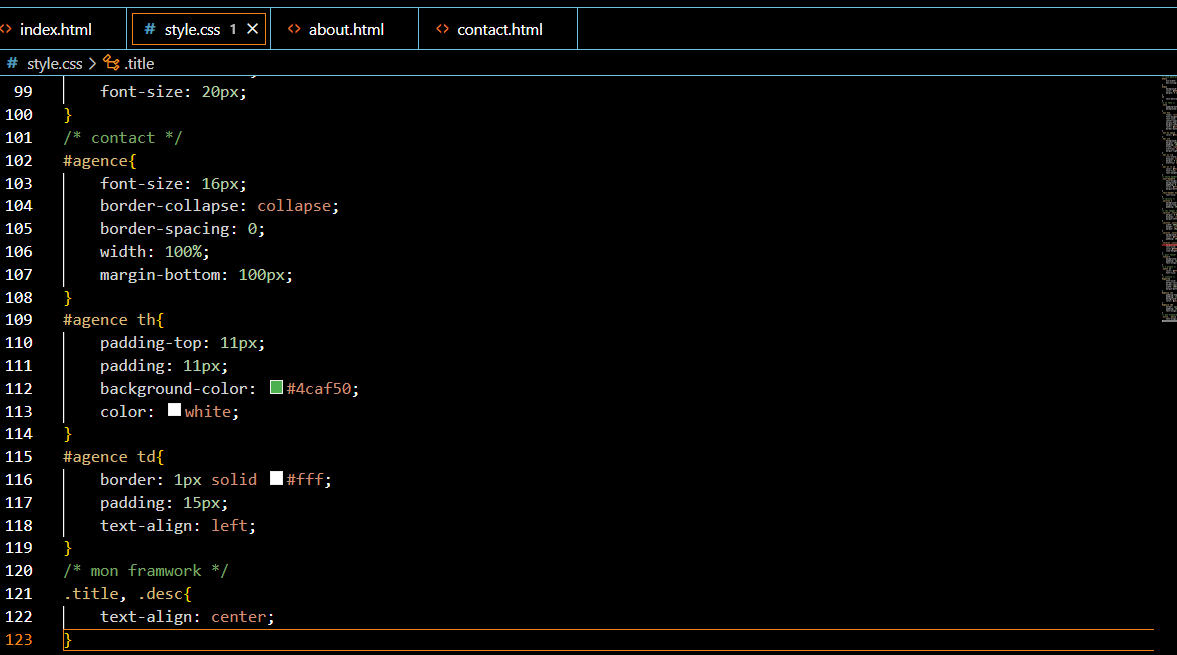 <> index.html # style.css 1 × <> about.html <> contact.html
# style.css > .title
99 font-size: 20px;
100 }
101 /* contact */
102 #agence{
103 font-size: 16px;
104 border-collapse: collapse;
105 border-spacing: 0;
106 width: 100%;
107 margin-bottom: 100px;
108 }
109 #agence th{
110 padding-top: 11px;
111 padding: 11px;
112 background-color: #4caf50;
113 color: white;
114 }
115 #agence td{
116 border: 1px solid #fff;
117 padding: 15px;
118 text-align: left;
119 }
120 /* mon framwork */
121 .title, .desc{
122 text-align: center;
123 }